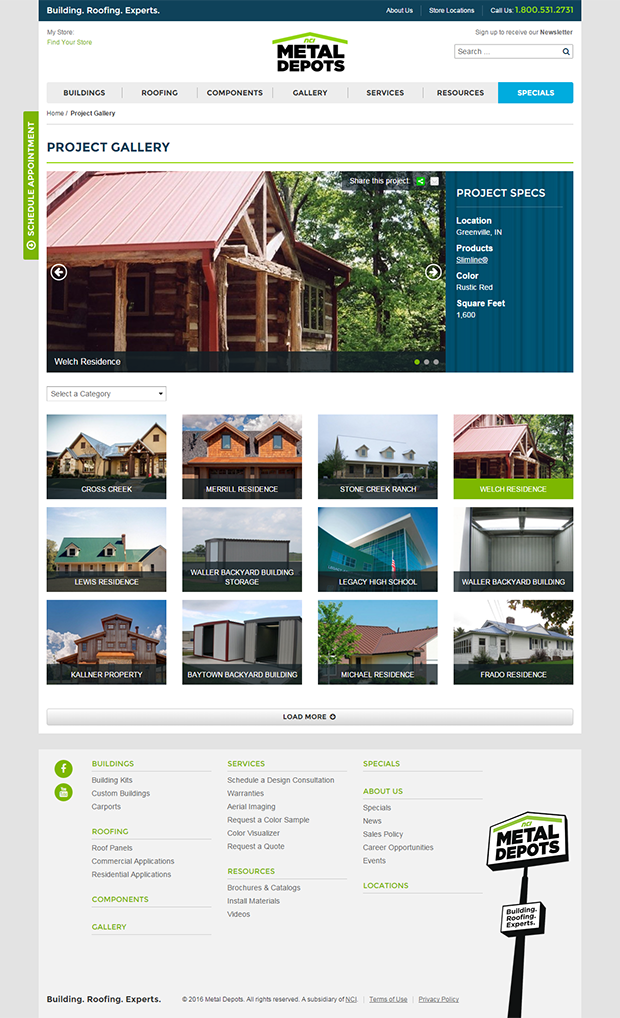 Building. Roofing. Experts.
About Us
Store Locations
Call Us: 1.800.531.2731
My Store:
Find Your Store
Sign up to receive our Newsletter
NCI
METAL
DEPOTS
Search ...
BUILDINGS
ROOFING
COMPONENTS
GALLERY
SERVICES
RESOURCES
SPECIALS
Home / Project Gallery
SCHEDULE APPOINTMENT
PROJECT GALLERY
Share this project:
PROJECT SPECS
Location
Greenville, IN
Products
Slimline®
Color
Rustic Red
Square Feet
1,600
Welch Residence
Select a Category
CROSS CREEK
MERRILL RESIDENCE
STONE CREEK RANCH
WELCH RESIDENCE
LEWIS RESIDENCE
WALLER BACKYARD BUILDING
STORAGE
LEGACY HIGH SCHOOL
WALLER BACKYARD BUILDING
KALLNER PROPERTY
BAYTOWN BACKYARD BUILDING
MICHAEL RESIDENCE
FRADO RESIDENCE
LOAD MORE
BUILDINGS
Building Kits
Custom Buildings
Carports
ROOFING
Roof Panels
Commercial Applications
Residential Applications
COMPONENTS
GALLERY
SERVICES
Schedule a Design Consultation
Warranties
Aerial Imaging
Request a Color Sample
Color Visualizer
Request a Quote
RESOURCES
Brochures & Catalogs
Install Materials
Videos
SPECIALS
ABOUT US
Specials
News
Sales Policy
Career Opportunities
Events
LOCATIONS
NCI
METAL
DEPOTS
Building.
Roofing.
Experts.
Building. Roofing. Experts.
© 2016 Metal Depots. All rights reserved. A subsidiary of NCI.
Terms of Use
Privacy Policy